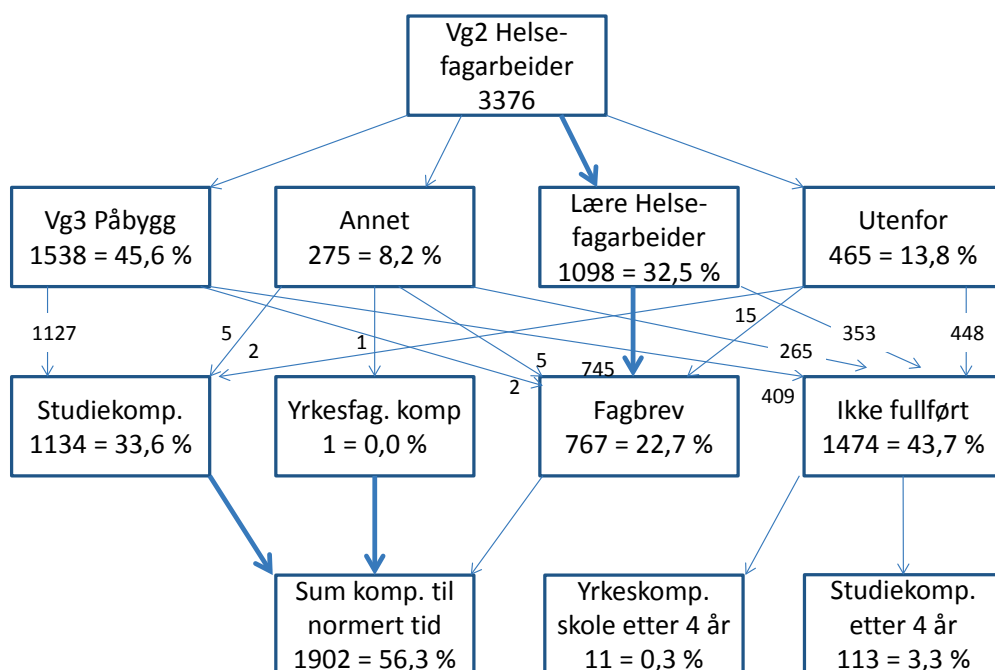 Vg2 Helse-
fagarbeider
3376
Vg3 Påbygg
1538 = 45,6 %
Annet
275 = 8,2 %
Lære Helse-
fagarbeider
1098 = 32,5 %
Utenfor
465 = 13,8 %
1127
5
2
1
5
2
745
15
265
353
409
448
Studiekomp.
1134 = 33,6 %
Yrkesfag. komp
1 = 0,0 %
Fagbrev
767 = 22,7 %
Ikke fullført
1474 = 43,7 %
Sum komp. til
normert tid
1902 = 56,3 %
Yrkeskomp.
skole etter 4 år
11 = 0,3 %
Studiekomp.
etter 4 år
113 = 3,3 %